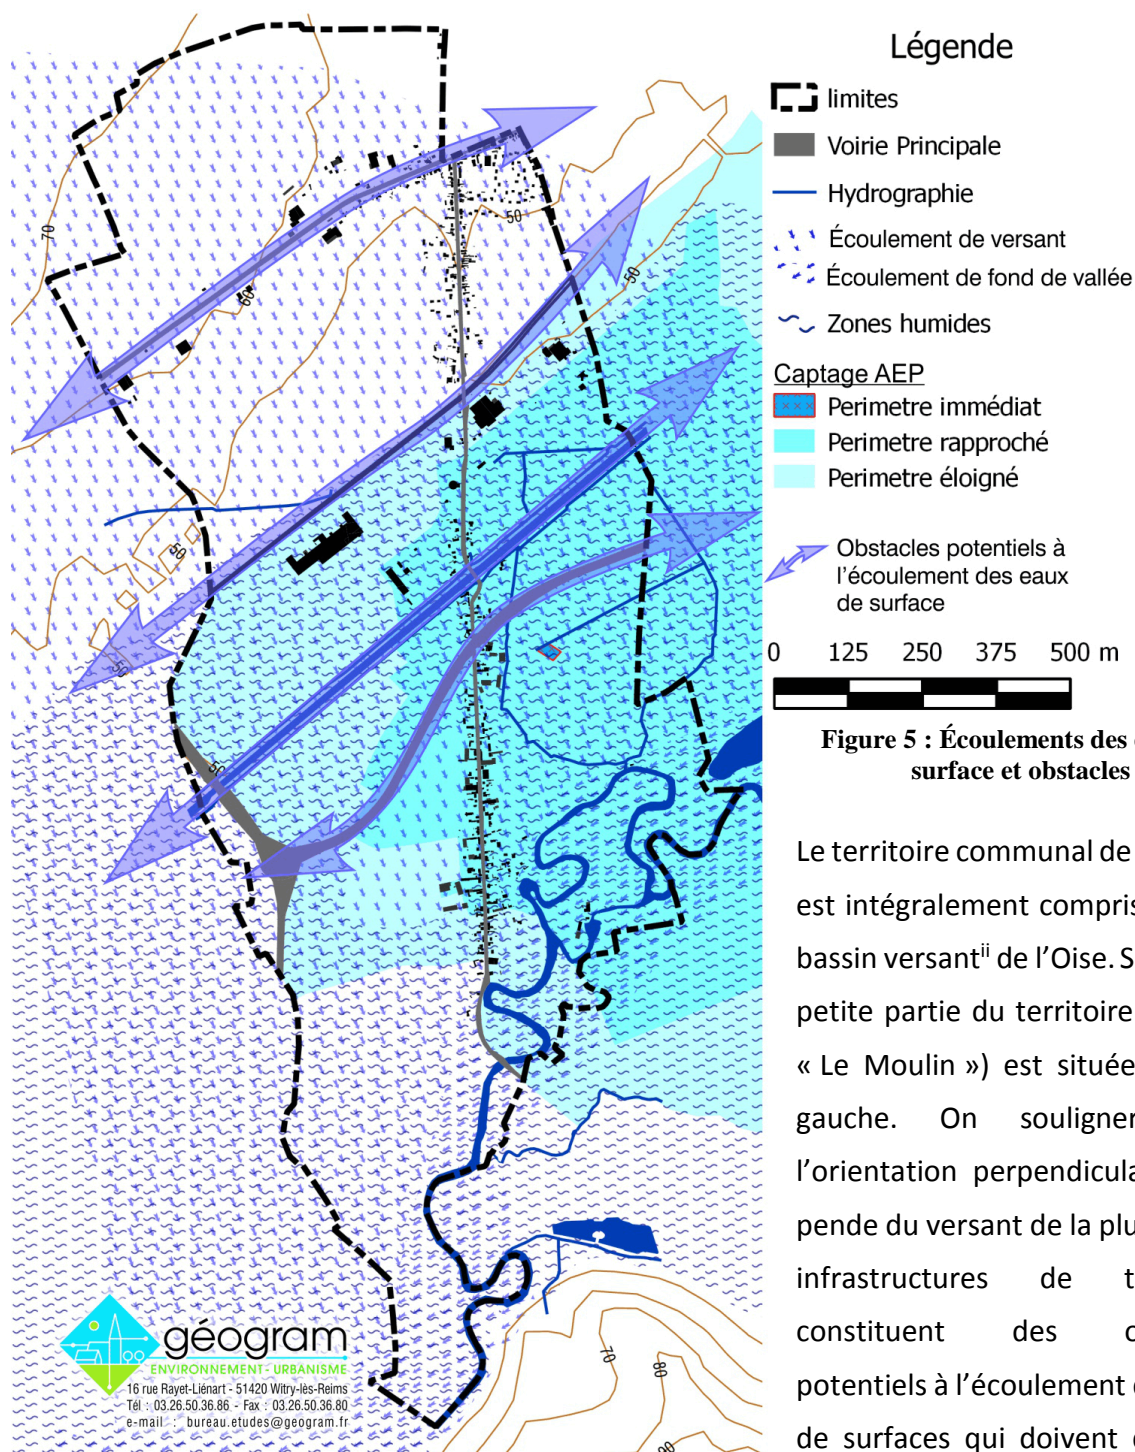 Légende
limites
Voirie Principale
Hydrographie
Écoulement de versant
Écoulement de fond de vallée
Zones humides
Captage AEP
Perimetre immédiat
Perimetre rapproché
Perimetre éloigné
Obstacles potentiels à
l'écoulement des eaux
de surface
0 125 250 375 500 m
Figure 5 : Écoulements des
surface et obstacles
Le territoire communal de
est intégralement compris
bassin versantii de l'Oise. S
petite partie du territoire
« Le Moulin ») est située
gauche. On souligner
l'orientation perpendicula
pende du versant de la plu
infrastructures de t
constituent des
potentiels à l'écoulement
de surfaces qui doivent
70
60
50
50
50
50
50
70
80
90
géogram
ENVIRONNEMENT - URBANISME
16 rue Rayet-Liénart - 51420 Witry-lès-Reims
Tél : 03.26.50.36.86 - Fax : 03.26.50.36.80
e-mail : bureau.etudes@geogram.fr